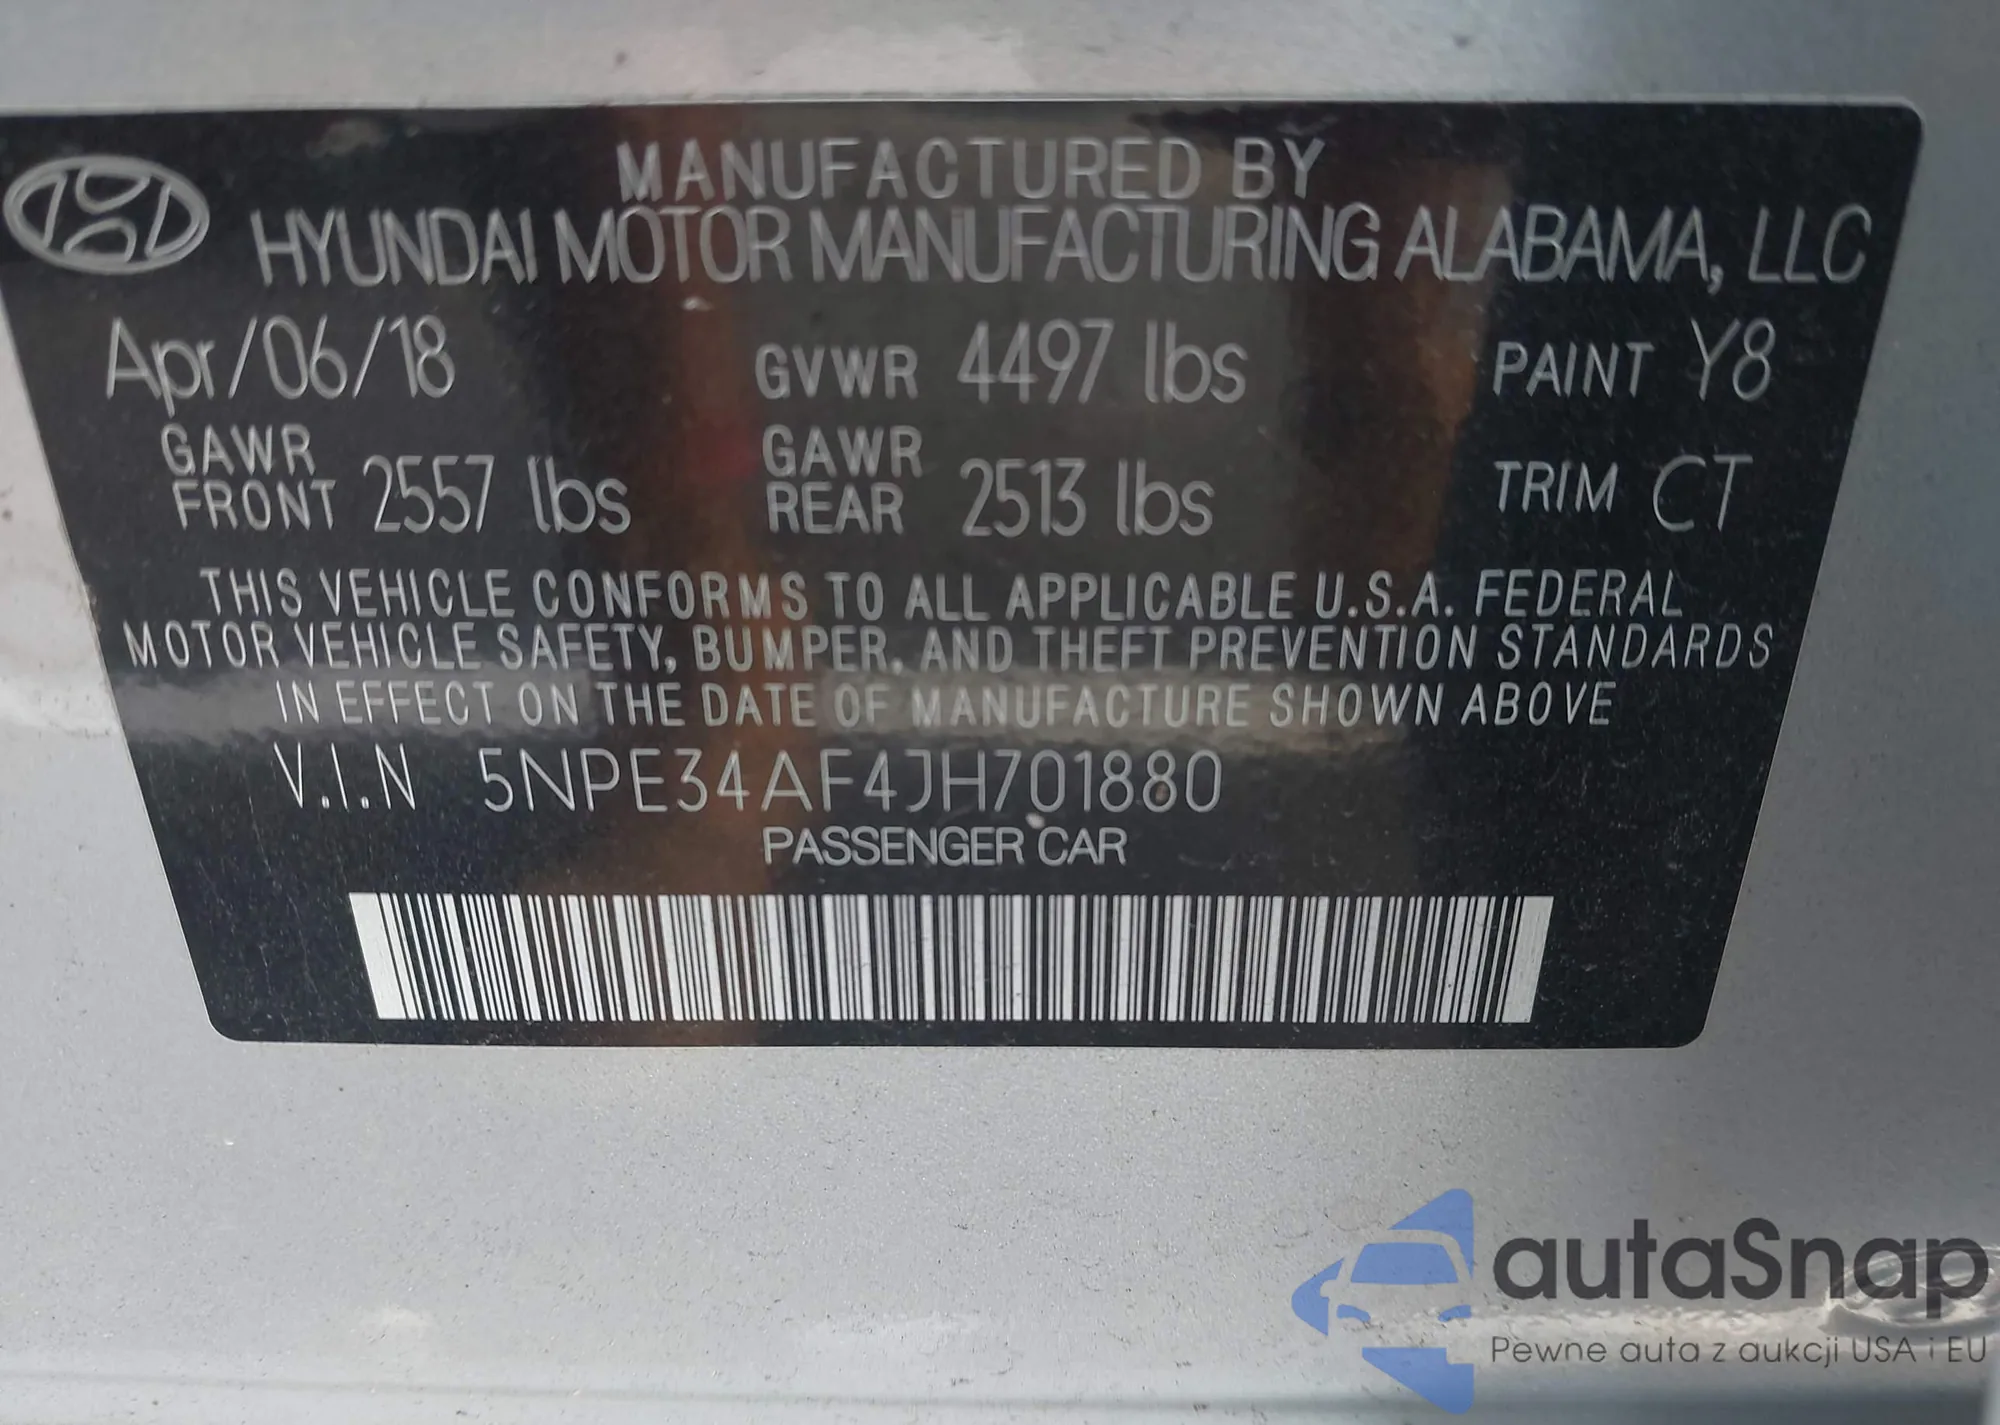 MANUFACTURED BY
HYUNDAI MOTOR MANUFACTURING ALABAMA, LLC
Apr/06/18 GVWR 4497 lbs PAINT Y8
GAWR FRONT 2557 lbs GAWR REAR 2513 lbs TRIM CT
THIS VEHICLE CONFORMS TO ALL APPLICABLE U.S.A. FEDERAL
MOTOR VEHICLE SAFETY, BUMPER, AND THEFT PREVENTION STANDARDS
IN EFFECT ON THE DATE OF MANUFACTURE SHOWN ABOVE
V.I.N 5NPE34AF4JH701880
PASSENGER CAR
autaSnap
Pewne auta z aukcji USA i EU